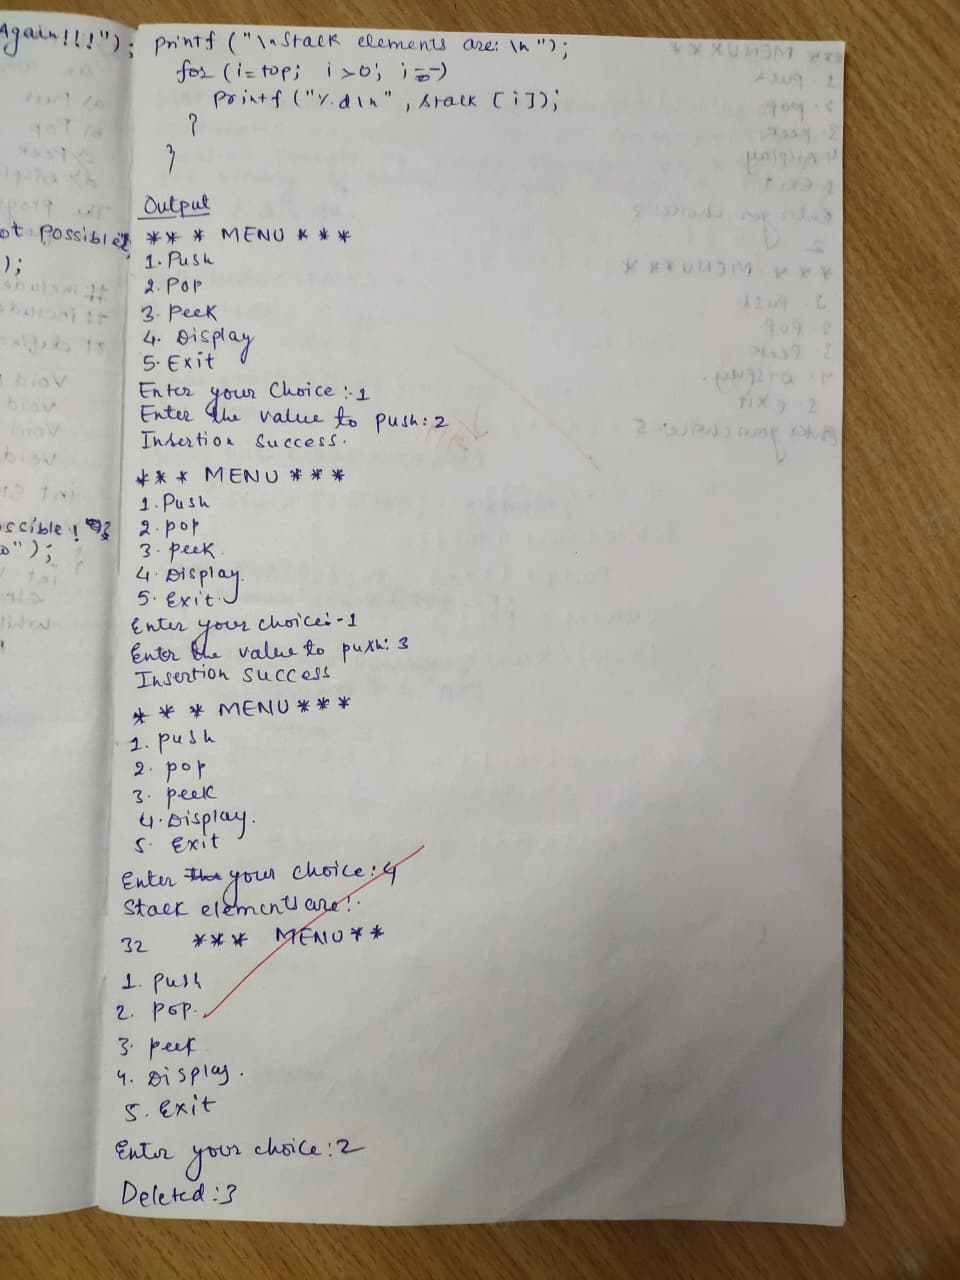 Again!!!");
ot possible!
);
ossible!
");
printf ("\nStack elements are: \n");
for (i=top; i>0; i--)
printf ("%d\n", stack [i]);
}
}
Output
* * * MENU * * *
1. Push
2. Pop
3. Peek
4. Display
5. Exit
Enter your Choice :-1
Enter the value to push: 2
Insertion Success.
* * * MENU * * *
1. Push
2. pop
3. peek.
4. Display.
5. Exit.
Enter your choice:-1
Enter the value to push: 3
Insertion success
* * * MENU * * *
1. push
2. pop
3. peek
4. Display.
5. Exit
Enter your choice: 4
Stack elements are:.
32 *** MENU * *
1. push
2. pop.
3. peek
4. Display.
5. Exit
Enter your choice: 2
Deleted: 3